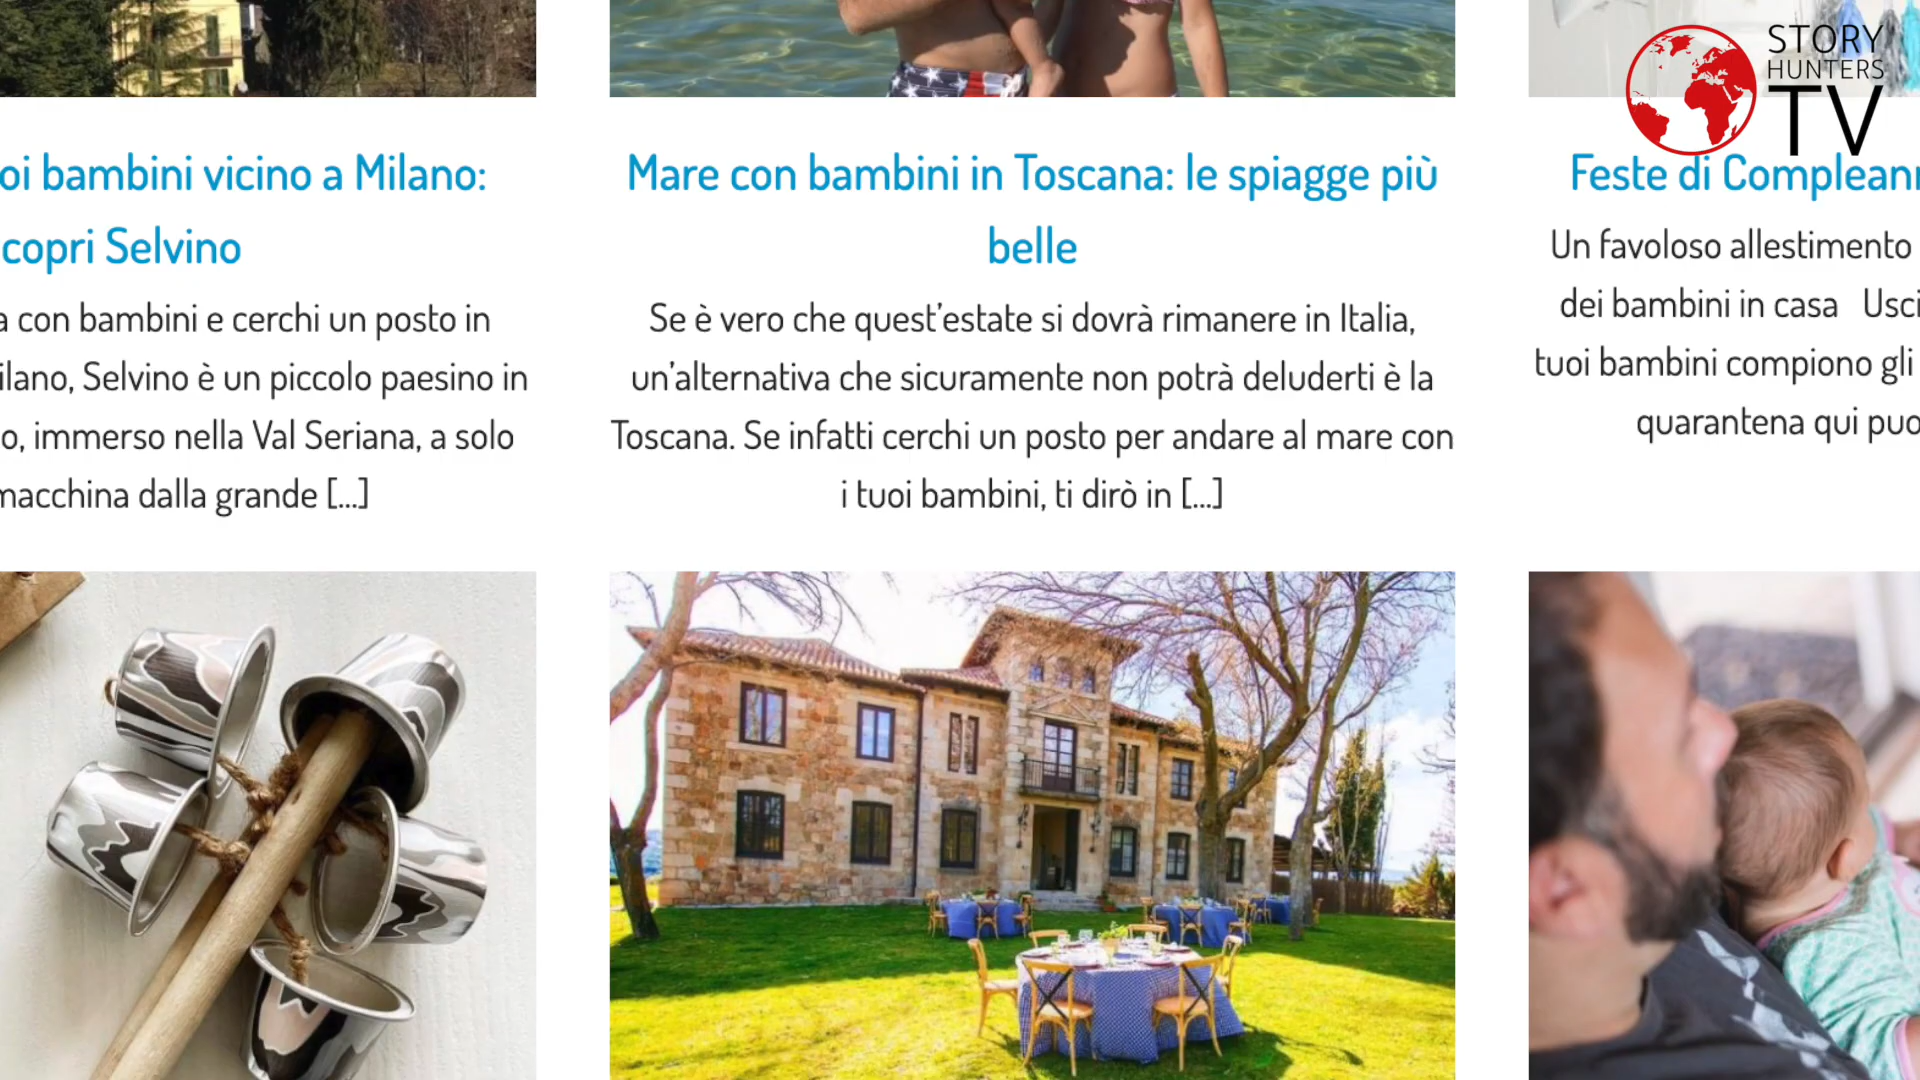 oi bambini vicino a Milano:
copri Selvino
a con bambini e cerchi un posto in
ilano, Selvino è un piccolo paesino in
o, immerso nella Val Seriana, a solo
macchina dalla grande [...]
Mare con bambini in Toscana: le spiagge più
belle
Se è vero che quest’estate si dovrà rimanere in Italia,
un’alternativa che sicuramente non potrà deluderti è la
Toscana. Se infatti cerchi un posto per andare al mare con
i tuoi bambini, ti dirò in [...]
STORY
HUNTERS
TV
Feste di Compleann
Un favoloso allestimento
dei bambini in casa Usci
tuoi bambini compiono gli
quarantena qui puo